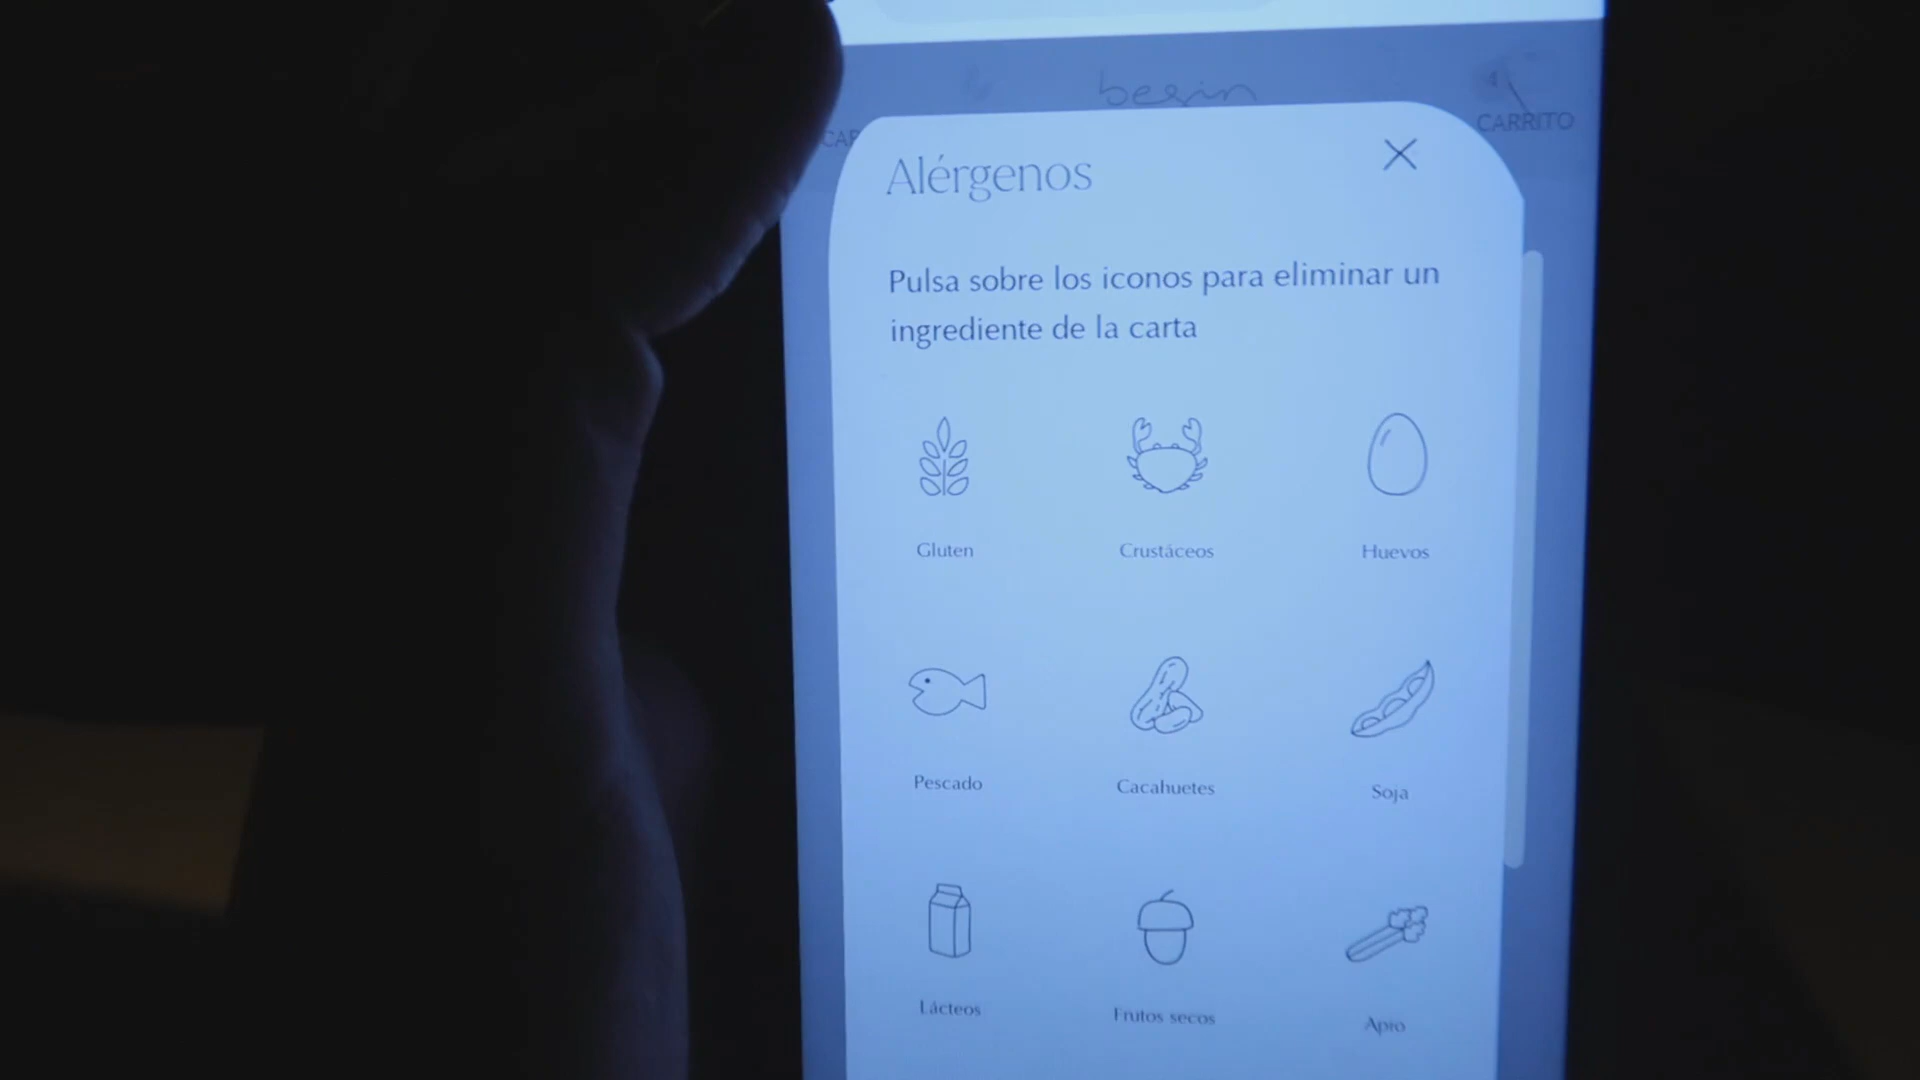 begin
CARRITO
Alérgenos
Pulsa sobre los iconos para eliminar un
ingrediente de la carta
Gluten
Crustáceos
Huevos
Pescado
Cacahuetes
Soja
Lácteos
Frutos secos
Apio